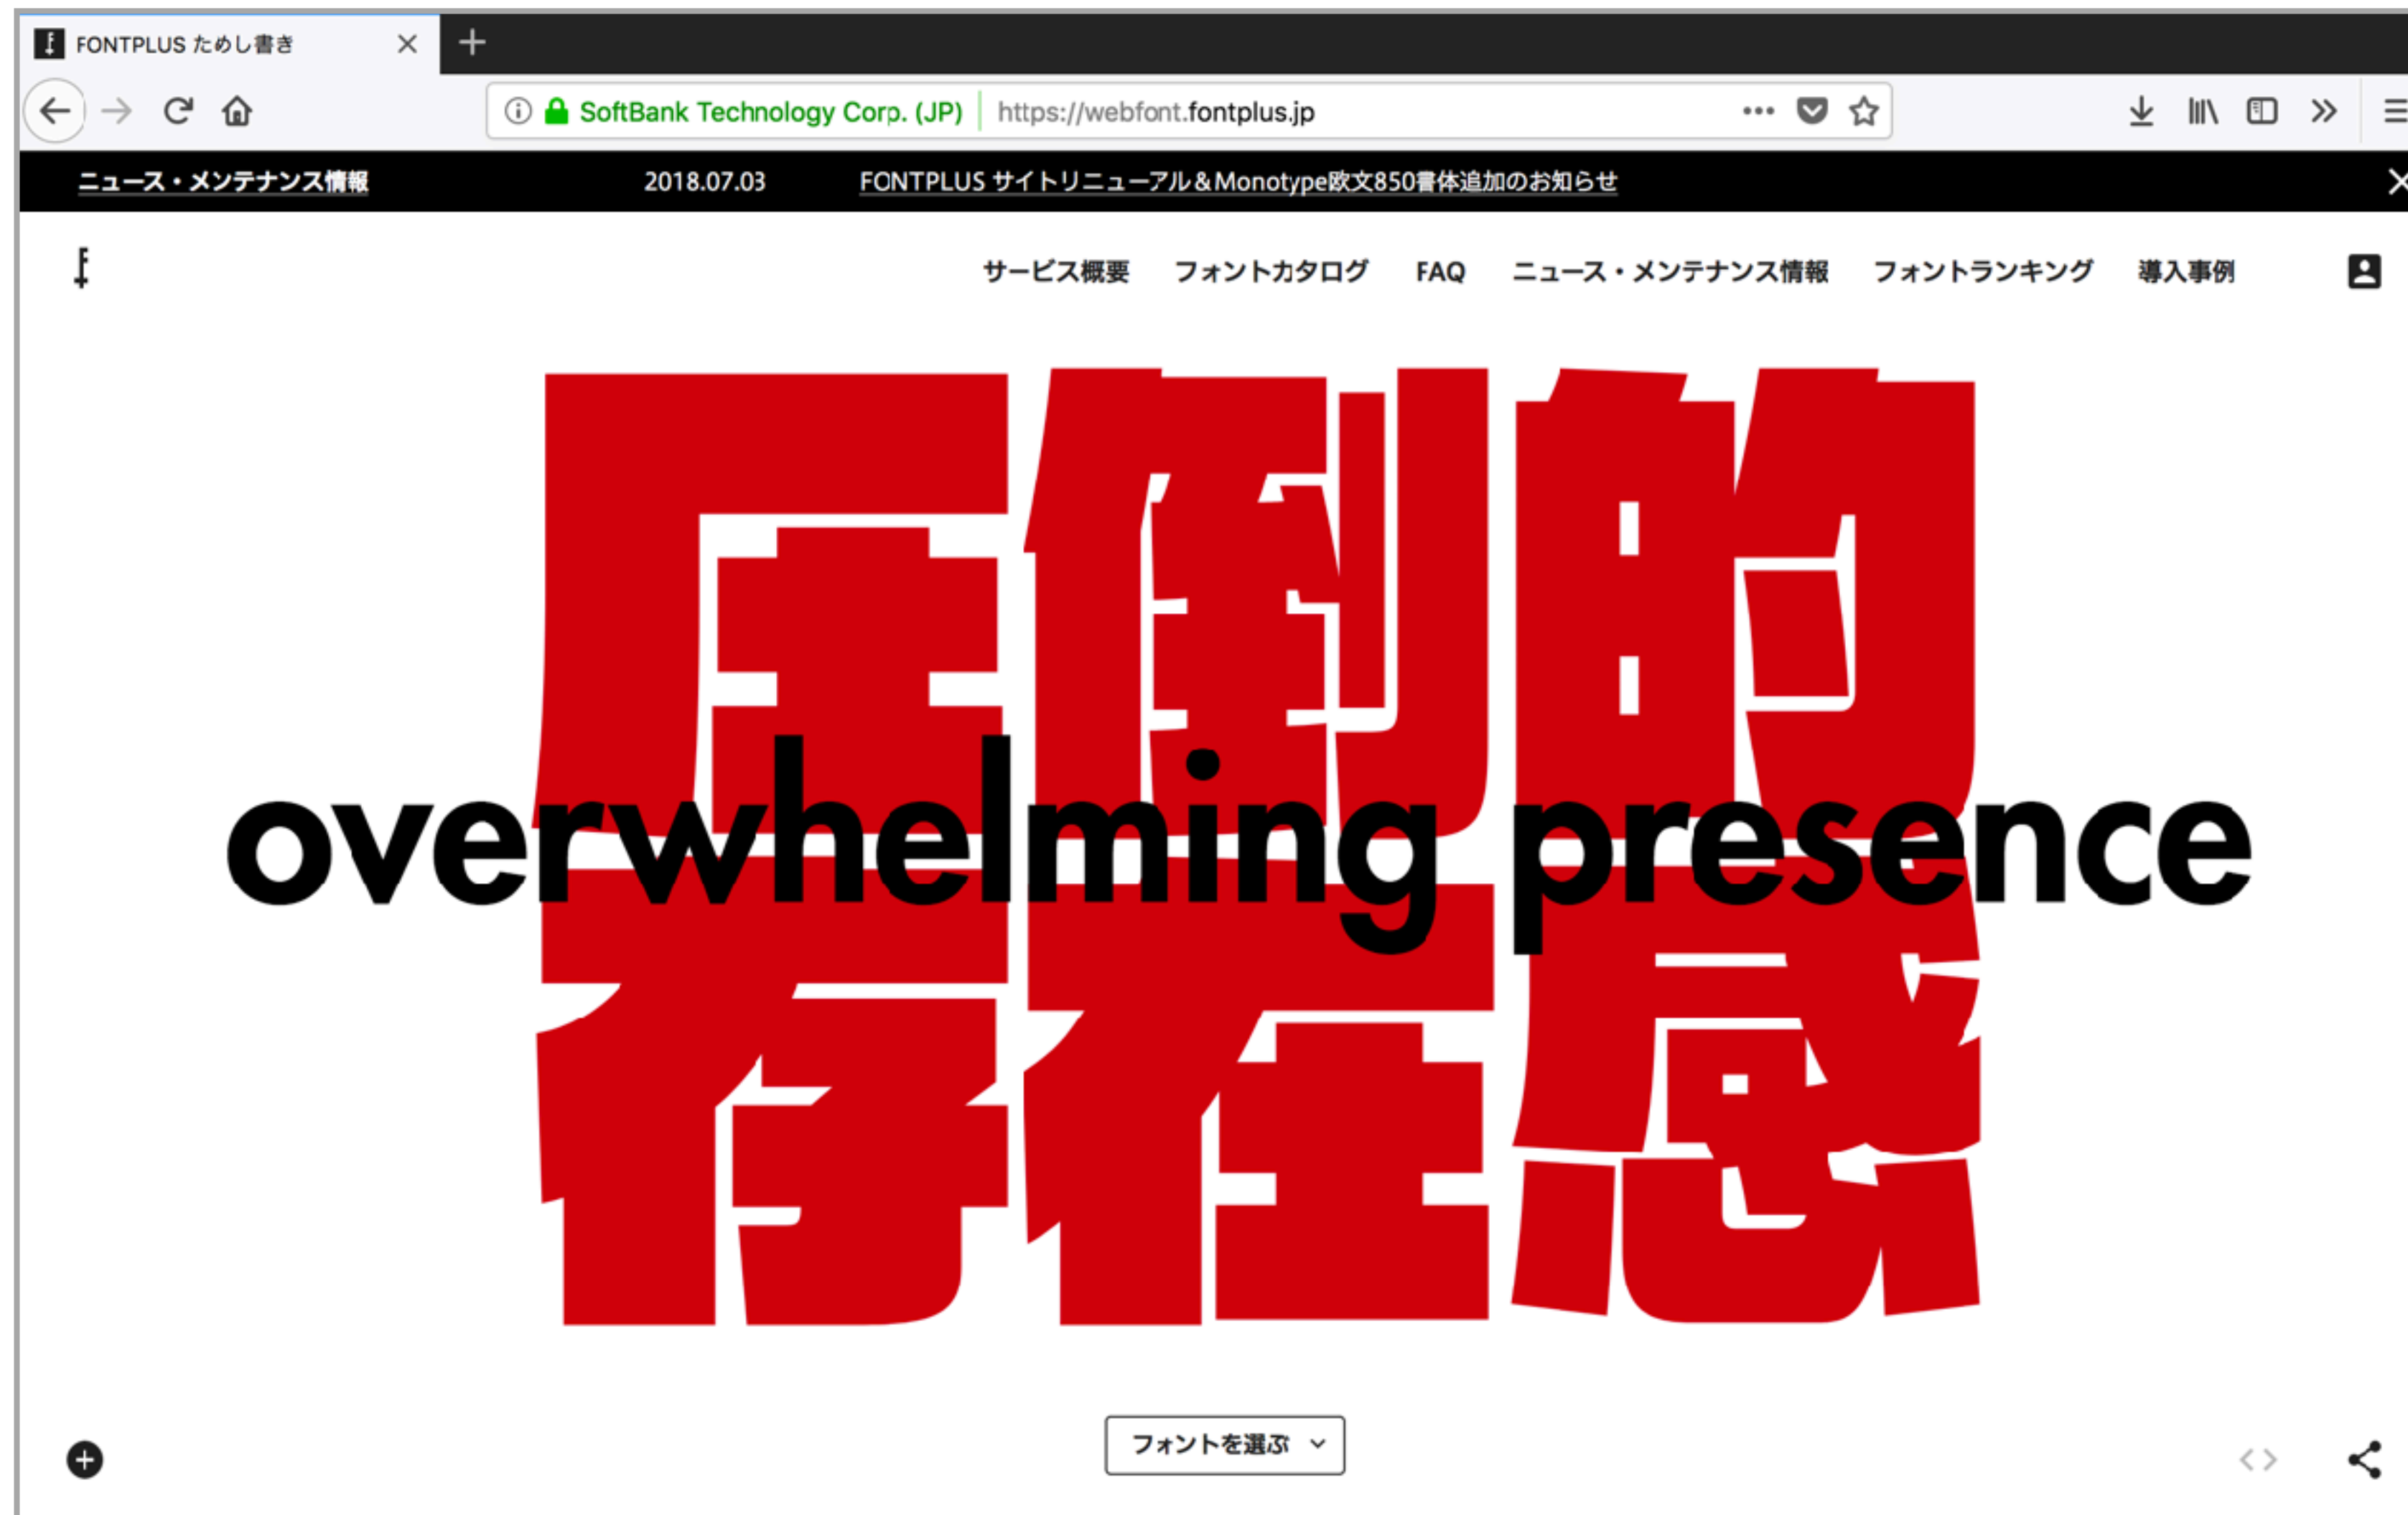 FONTPLUS ためし書き
SoftBank Technology Corp. (JP) https://webfont.fontplus.jp
ニュース・メンテナンス情報 2018.07.03 FONTPLUS サイトリニューアル＆Monotype欧文850書体追加のお知らせ
サービス概要 フォントカタログ FAQ ニュース・メンテナンス情報 フォントランキング 導入事例
圧倒的
overwhelming presence
存在感
フォントを選ぶ